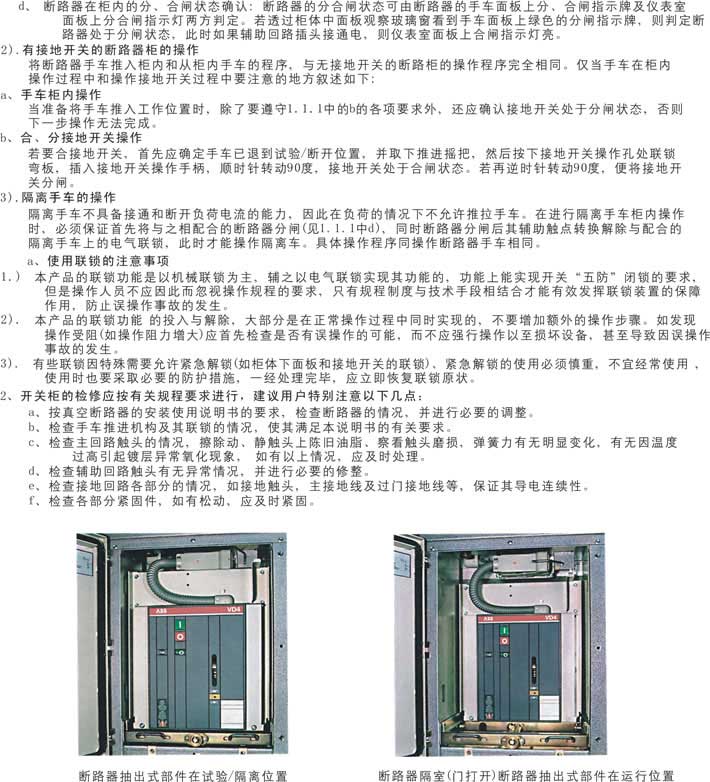 d、 断路器在柜内的分、合闸状态确认: 断路器的分合闸状态可由断路器的手车面板上分、合闸指示牌及仪表室
面板上分合闸指示灯两方判定。若透过柜体中面板观察玻璃窗看到手车面板上绿色的分闸指示牌, 则判定断
路器处于分闸状态, 此时如果辅助回路插头接通电, 则仪表室面板上合闸指示灯亮。
2).有接地开关的断路器柜的操作
将断路器手车推入柜内和从柜内手车的程序, 与无接地开关的断路柜的操作程序完全相同。仅当手车在柜内
操作过程中和操作接地开关过程中要注意的地方叙述如下:
a、手车柜内操作
当准备将手车推入工作位置时, 除了要遵守1.1.1中的b的各项要求外, 还应确认接地开关处于分闸状态, 否则
下一步操作无法完成。
b、合、分接地开关操作
若要合接地开关, 首先应确定手车已退到试验/断开位置, 并取下推进摇把, 然后按下接地开关操作孔处联锁
弯板, 插入接地开关操作手柄, 顺时针转动90度, 接地开关处于合闸状态。若再逆时针转动90度, 便将接地开
关分闸。
3).隔离手车的操作
隔离手车不具备接通和断开负荷电流的能力, 因此在负荷的情况下不允许推拉手车。在进行隔离手车柜内操作
时, 必须保证首先将与之相配合的断路器分闸(见1.1.1中d), 同时断路器分闸后其辅助触点转换解除与配合的
隔离手车上的电气联锁, 此时才能操作隔离车。具体操作程序同操作断路器手车相同。
a、使用联锁的注意事项
1.) 本产品的联锁功能是以机械联锁为主, 辅之以电气联锁实现其功能的, 功能上能实现开关“五防”闭锁的要求,
但是操作人员不应因此而忽视操作规程的要求, 只有规程制度与技术手段相结合才能有效发挥联锁装置的保障
作用, 防止误操作事故的发生。
2). 本产品的联锁功能 的投入与解除, 大部分是在正常操作过程中同时实现的, 不要增加额外的操作步骤。如发现
操作受阻(如操作阻力增大)应首先检查是否有误操作的可能, 而不应强行操作以至损坏设备, 甚至导致因误操作
事故的发生。
3). 有些联锁因特殊需要允许紧急解锁(如柜体下面板和接地开关的联锁), 紧急解锁的使用必须慎重, 不宜经常使用 ,
使用时也要采取必要的防护措施, 一经处理完毕, 应立即恢复联锁原状。
2、开关柜的检修应按有关规程要求进行, 建议用户特别注意以下几点:
a、按真空断路器的安装使用说明书的要求, 检查断路器的情况, 并进行必要的调整。
b、检查手车推进机构及其联锁的情况, 使其满足本说明书的有关要求。
c、检查主回路触头的情况, 擦除动、静触头上陈旧油脂、察看触头磨损, 弹簧力有无明显变化, 有无因温度
过高引起镀层异常氧化现象, 如有以上情况, 应及时处理。
d、检查辅助回路触头有无异常情况, 并进行必要的修整。
e、检查接地回路各部分的情况, 如接地触头, 主接地线及过门接地线等, 保证其导电连续性。
f、检查各部分紧固件, 如有松动, 应及时紧固。
ABB VD4
I
O
ABB VD4
I
O
断路器抽出式部件在试验/隔离位置
断路器隔室(门打开)断路器抽出式部件在运行位置